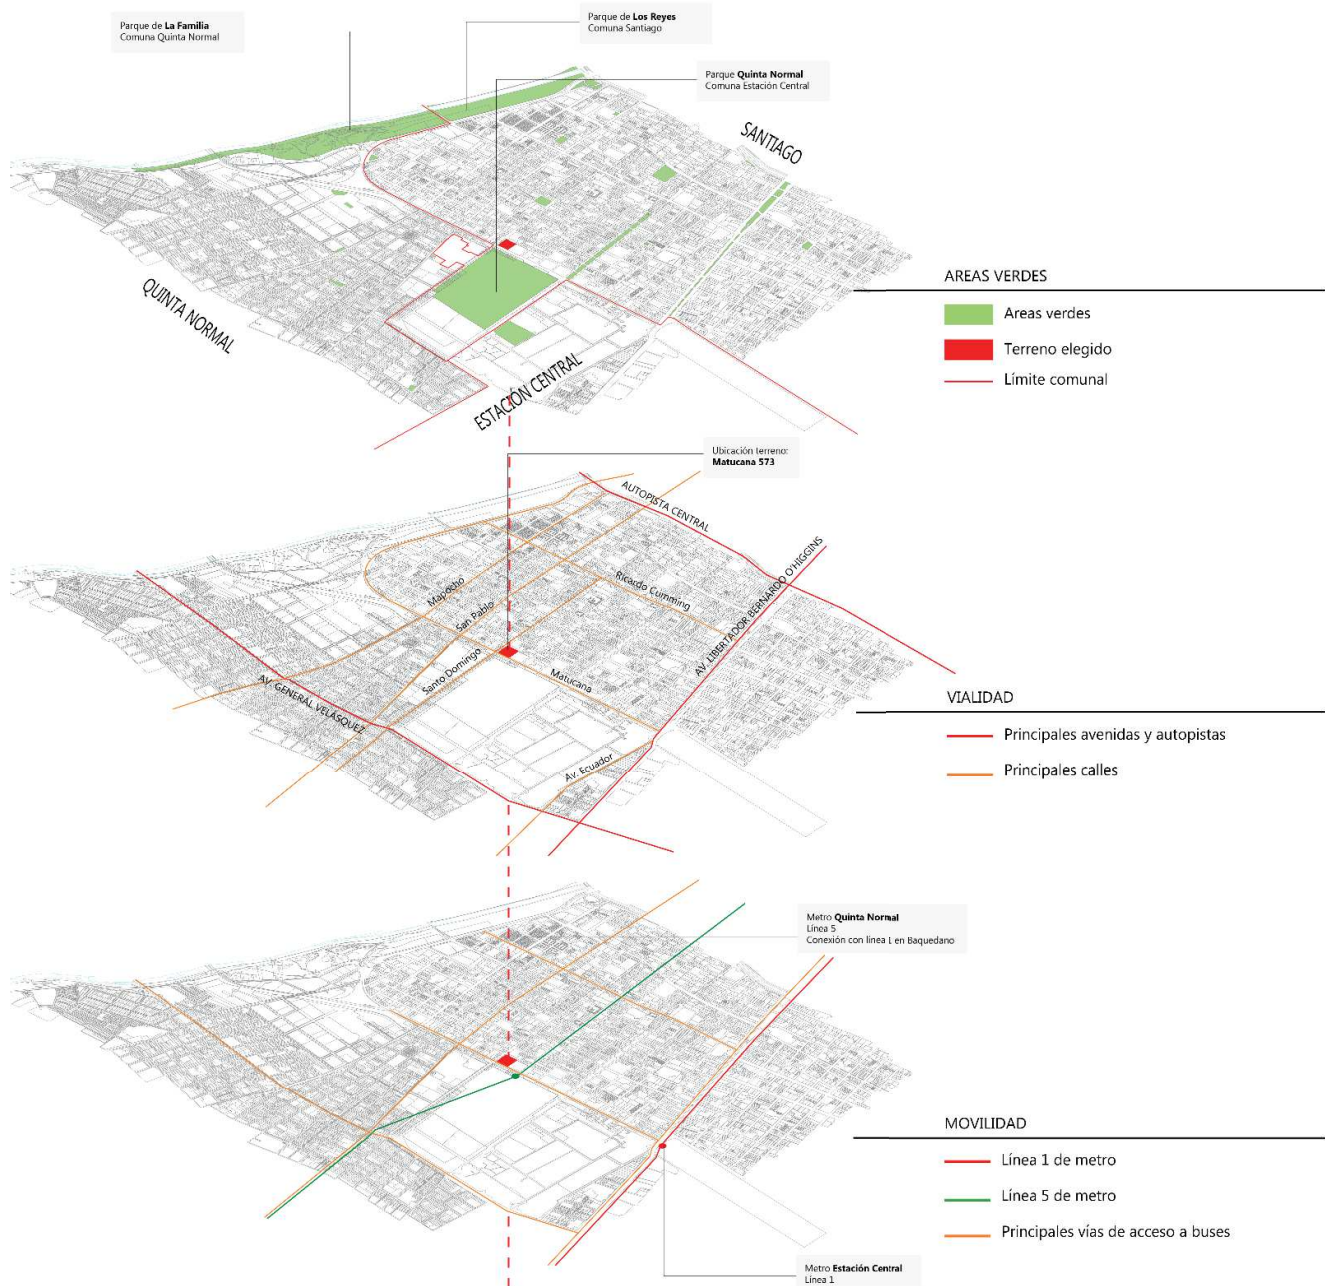 Parque de La Familia
Comuna Quinta Normal
Parque de Los Reyes
Comuna Santiago
Parque Quinta Normal
Comuna Estación Central
SANTIAGO
QUINTA NORMAL
ESTACIÓN CENTRAL
AREAS VERDES
Areas verdes
Terreno elegido
Límite comunal
Ubicación terreno:
Matucana 573
AUTOPISTA CENTRAL
AV. LIBERTADOR BERNARDO O'HIGGINS
Ricardo Cumming
Mapocho
San Pablo
Santo Domingo
Matucana
AV. GENERAL VELASQUEZ
Av. Ecuador
VIALIDAD
Principales avenidas y autopistas
Principales calles
Metro Quinta Normal
Línea 5
Conexión con línea 1 en Baquedano
MOVILIDAD
Línea 1 de metro
Línea 5 de metro
Principales vías de acceso a buses
Metro Estación Central
Línea 1